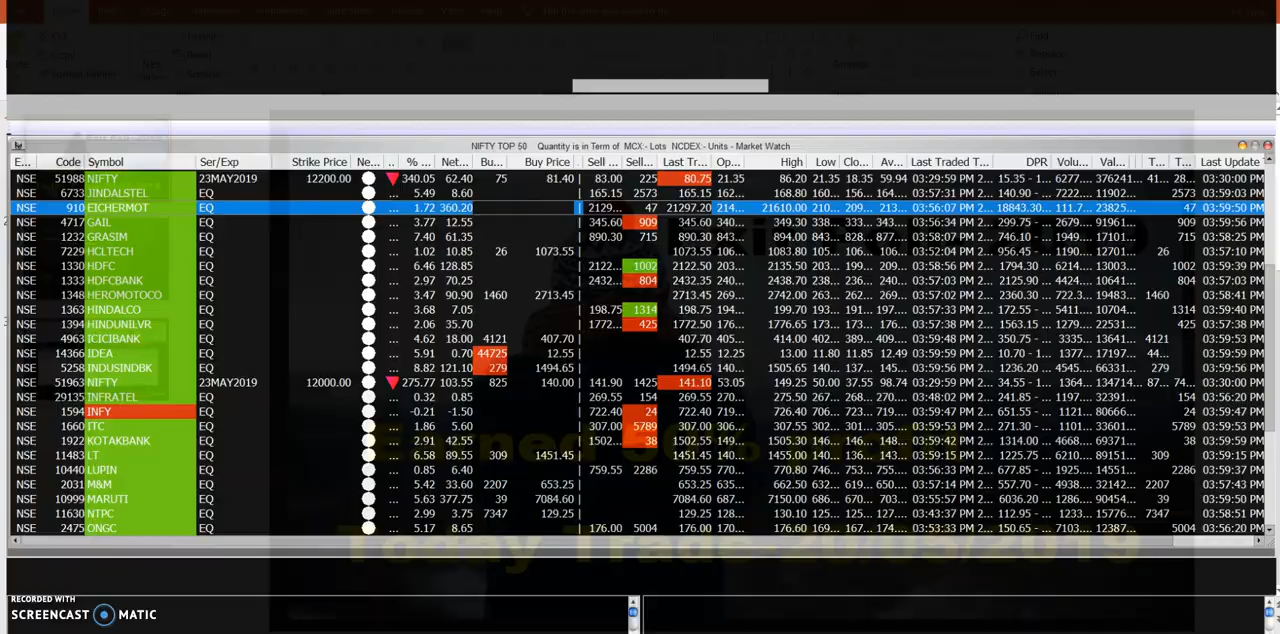 NIFTY TOP 50 Quantity is in Term of MCX:- Lots NCDEX:- Units - Market Watch
E... Code Symbol Ser/Exp Strike Price Ne... .. % ... Net... Bu... Buy Price Sell ... Sell... Last Tr... Op... High Low Clo... Av... Last Traded T... DPR Volu... Val... T... T... Last Update
NSE 51988 NIFTY 23MAY2019 12200.00 340.05 62.40 75 81.40 83.00 225 80.75 21.35 86.20 21.35 18.35 59.94 03:29:59 PM 2... 15.35 - ... 6277... 376241... 41... 28... 03:30:00 PM
NSE 6733 JINDALSTEL EQ ... 5.49 8.60 165.15 2573 165.15 162... 168.80 160... 156... 164... 03:57:31 PM 2... 140.90 - ... 7222... 11902... 2573 03:59:03 PM
NSE 910 EICHERMOT EQ ... 1.72 360.20 2129... 47 21297.20 214... 21610.00 210... 209... 213... 03:56:07 PM 2... 18843.30 ... 111.7... 23825... 47 03:59:50 PM
NSE 4717 GAIL EQ ... 3.77 12.55 345.60 909 345.60 340... 349.30 338... 333... 343... 03:56:34 PM 2... 299.75 - ... 2679... 91961... 909 03:59:56 PM
NSE 1232 GRASIM EQ ... 7.40 61.35 890.30 715 890.30 843... 894.00 843... 828... 877... 03:58:07 PM 2... 746.10 - ... 1949... 17101... 715 03:58:25 PM
NSE 7229 HCLTECH EQ ... 1.02 10.85 26 1073.55 1073.55 106... 1083.80 105... 106... 106... 03:52:04 PM 2... 956.45 - ... 1190... 12711... 26 03:57:10 PM
NSE 1330 HDFC EQ ... 6.46 128.85 2122... 1002 2122.50 203... 2135.50 203... 199... 209... 03:58:56 PM 2... 1794.30 ... 6214... 13003... 1002 03:59:39 PM
NSE 1333 HDFCBANK EQ ... 2.97 70.25 2432... 804 2432.35 240... 2438.70 238... 236... 240... 03:57:02 PM 2... 2125.90 ... 4424... 10641... 804 03:57:03 PM
NSE 1348 HEROMOTOCO EQ ... 3.47 90.90 1460 2713.45 2713.45 269... 2742.00 263... 262... 269... 03:57:03 PM 2... 2360.30 ... 722.3... 19483... 1460 03:58:41 PM
NSE 1363 HINDALCO EQ ... 3.68 7.05 198.75 1314 198.75 194... 199.70 193... 191... 197... 03:57:33 PM 2... 172.55 - ... 5411... 10704... 1314 03:59:40 PM
NSE 1394 HINDUNILVR EQ ... 2.06 35.70 1772... 425 1772.50 176... 1776.65 173... 173... 176... 03:57:38 PM 2... 1563.15 ... 1279... 22531... 425 03:57:38 PM
NSE 4963 ICICIBANK EQ ... 4.62 18.00 4121 407.70 407.70 405... 414.00 402... 389... 409... 03:58:48 PM 2... 350.75 - ... 3335... 13641... 4121 03:59:53 PM
NSE 14366 IDEA EQ ... 5.91 0.70 44725 12.55 12.55 12.25 13.00 11.80 11.85 12.49 03:59:09 PM 2... 10.70 - ... 1377... 17197... 44... 03:59:38 PM
NSE 5258 INDUSINDBK EQ ... 8.82 121.10 279 1494.65 1494.65 140... 1505.65 140... 137... 145... 03:59:56 PM 2... 1236.20 ... 4545... 66331... 279 03:59:57 PM
NSE 51963 NIFTY 23MAY2019 12000.00 275.77 103.55 825 140.00 141.90 1425 141.10 53.05 149.25 50.00 37.55 98.74 03:29:59 PM 2... 34.55 - ... 1364... 134714... 87... 74... 03:30:00 PM
NSE 29135 INFRATEL EQ ... 0.32 0.85 269.55 154 269.55 270... 275.50 267... 268... 270... 03:48:02 PM 2... 241.85 - ... 1197... 32391... 154 03:56:20 PM
NSE 1594 INFY EQ ... -0.21 -1.50 722.40 24 722.40 719... 726.40 706... 723... 719... 03:59:47 PM 2... 651.55 - ... 1121... 80666... 24 03:59:47 PM
NSE 1660 ITC EQ ... 1.86 5.60 307.00 5789 307.00 306... 307.55 302... 301... 305... 03:59:53 PM 2... 271.30 - ... 1101... 33612... 5789 03:59:53 PM
NSE 1922 KOTAKBANK EQ ... 2.91 42.55 1502... 38 1502.55 149... 1505.30 146... 146... 148... 03:59:42 PM 2... 1314.00 ... 4668... 69371... 38 03:59:59 PM
NSE 11483 LT EQ ... 6.58 89.55 309 1451.45 1451.45 140... 1455.00 140... 136... 143... 03:59:15 PM 2... 1225.75 ... 6210... 89154... 309 03:59:15 PM
NSE 10440 LUPIN EQ ... 0.85 6.40 759.55 2286 759.55 770... 770.80 746... 753... 755... 03:56:33 PM 2... 677.85 - ... 1925... 14551... 2286 03:59:37 PM
NSE 2031 M&M EQ ... 5.42 33.60 2207 653.25 653.25 635... 662.50 632... 619... 650... 03:57:14 PM 2... 557.70 - ... 4938... 32142... 2207 03:57:43 PM
NSE 10999 MARUTI EQ ... 5.63 377.75 39 7084.60 7084.60 687... 7150.00 686... 670... 703... 03:55:57 PM 2... 6036.20 ... 1286... 90454... 39 03:59:50 PM
NSE 11630 NTPC EQ ... 2.99 3.75 7347 129.25 129.25 128... 130.10 127... 125... 128... 03:58:43 PM 2... 112.95 - ... 1232... 15776... 7347 03:58:51 PM
NSE 2475 ONGC EQ ... 5.17 8.65 176.00 5004 176.00 170... 176.60 169... 167... 174... 03:53:33 PM 2... 150.65 - ... 7103... 12387... 5004 03:56:20 PM
Today Trade-20/05/2019
RECORDED WITH
SCREENCAST MATIC